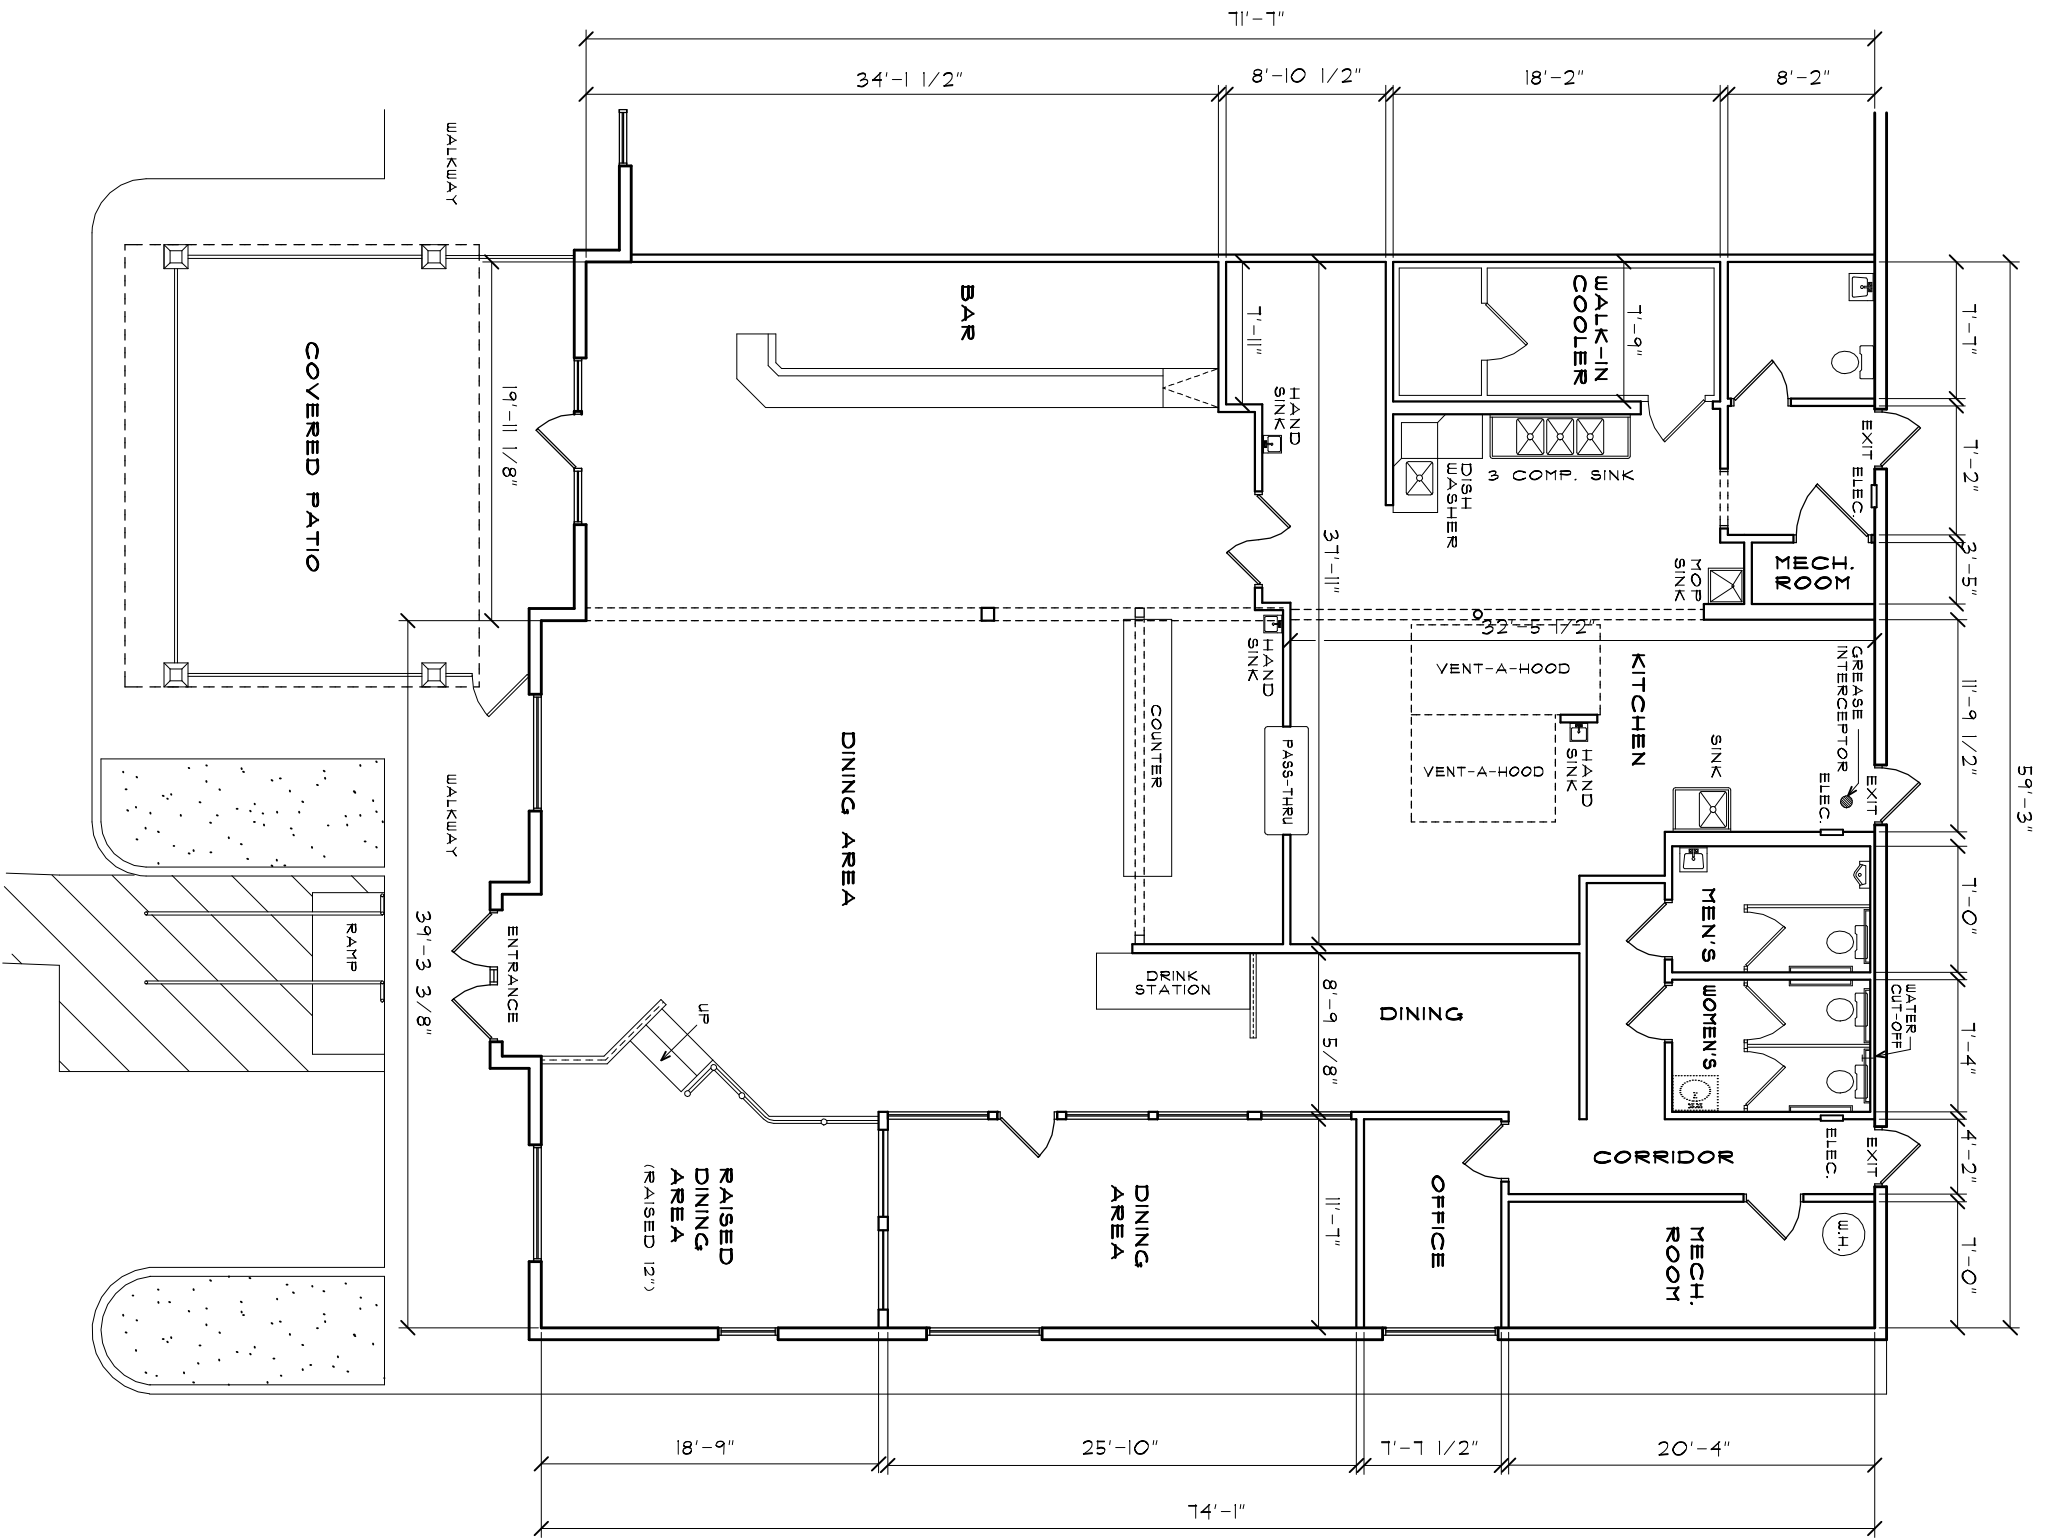 71'-7"
34'-1 1/2"
8'-10 1/2"
18'-2"
8'-2"
WALKWAY
BAR
WALK-IN
COOLER
7'-11"
7'-9"
7'-7"
COVERED PATIO
19'-11 1/8"
HAND
SINK
EXIT
ELEC.
7'-2"
3 COMP. SINK
DISH
WASHER
37'-11"
MOP
SINK
MECH.
ROOM
3'-5"
32'-5 1/2"
HAND
SINK
VENT-A-HOOD
KITCHEN
GREASE
INTERCEPTOR
11'-9 1/2"
COUNTER
PASS-THRU
VENT-A-HOOD
HAND
SINK
SINK
EXIT
ELEC.
59'-3"
DINING AREA
WALKWAY
MEN'S
7'-0"
RAMP
39'-3 3/8"
ENTRANCE
UP
DRINK
STATION
8'-9 5/8"
DINING
WOMEN'S
WATER
CUT-OFF
7'-4"
CORRIDOR
ELEC.
EXIT
4'-2"
RAISED
DINING
AREA
(RAISED 12")
DINING
AREA
11'-7"
OFFICE
MECH.
ROOM
W.H.
7'-0"
18'-9"
25'-10"
7'-7 1/2"
20'-4"
74'-1"